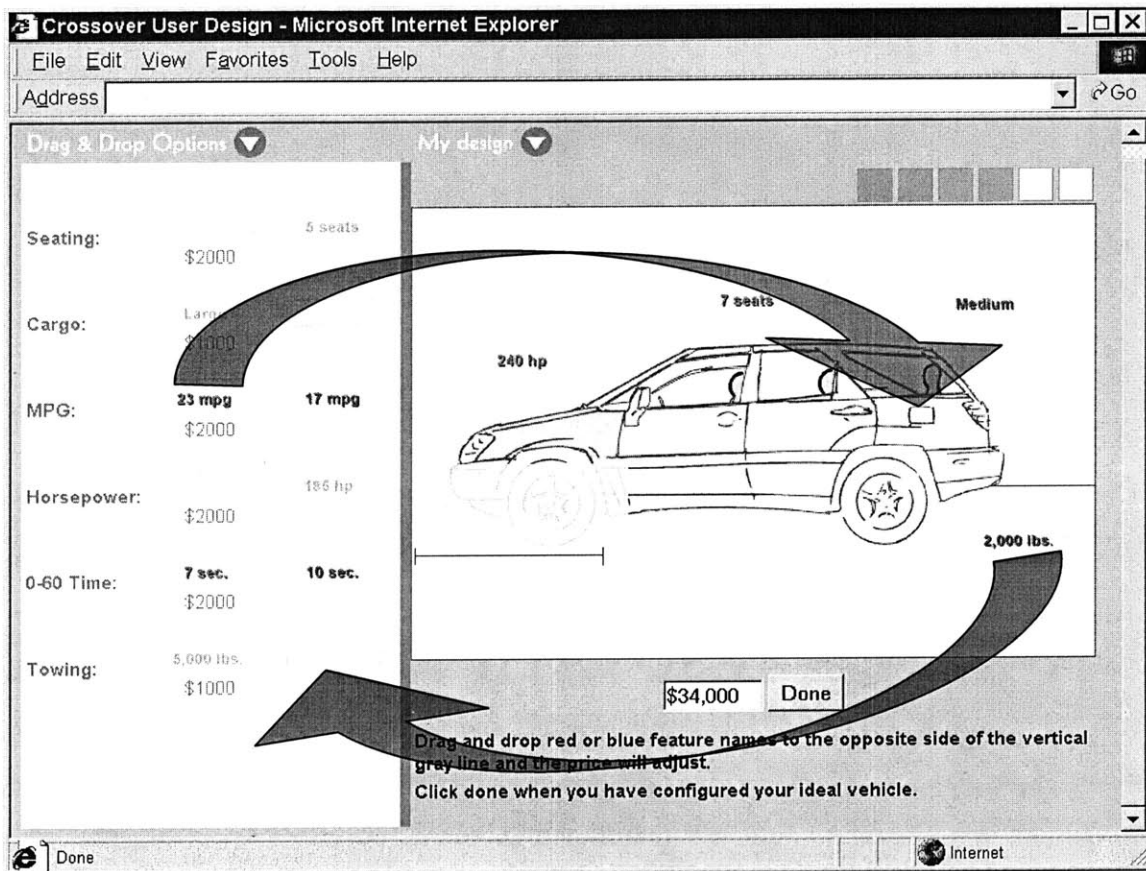 Crossover User Design - Microsoft Internet Explorer
File Edit View Favorites Tools Help
Address
Go
Drag & Drop Options
My design
5 seats
Seating:
$2000
7 seats
Medium
Cargo:
$1000
240 hp
23 mpg
17 mpg
MPG:
$2000
185 hp
Horsepower:
$2000
2,000 lbs.
7 sec.
10 sec.
0-60 Time:
$2000
5,000 lbs.
Towing:
$1000
$34,000
Done
Drag and drop red or blue feature names to the opposite side of the vertical
gray line and the price will adjust.
Click done when you have configured your ideal vehicle.
Done
Internet